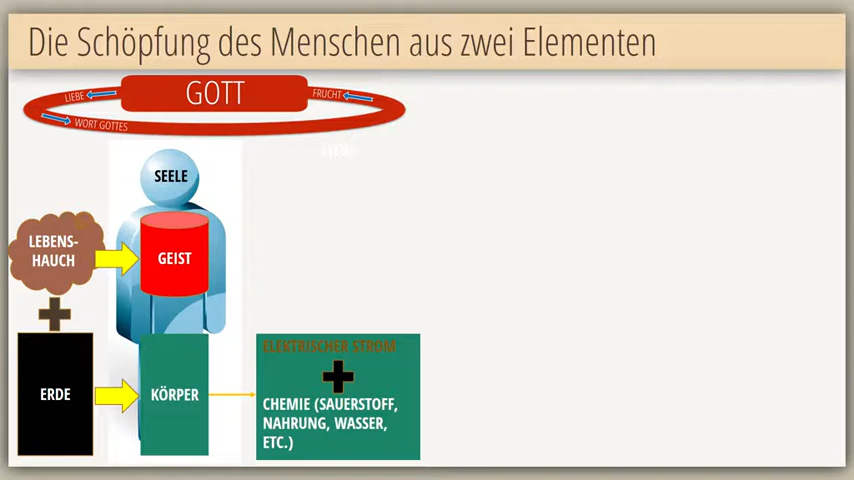 Die Schöpfung des Menschen aus zwei Elementen
GOTT
LIEBE
FRUCHT
WORT GOTTES
SEELE
LEBENS-
HAUCH
GEIST
ERDE
KÖRPER
ELEKTRISCHER STROM
CHEMIE (SAUERSTOFF,
NAHRUNG, WASSER,
ETC.)